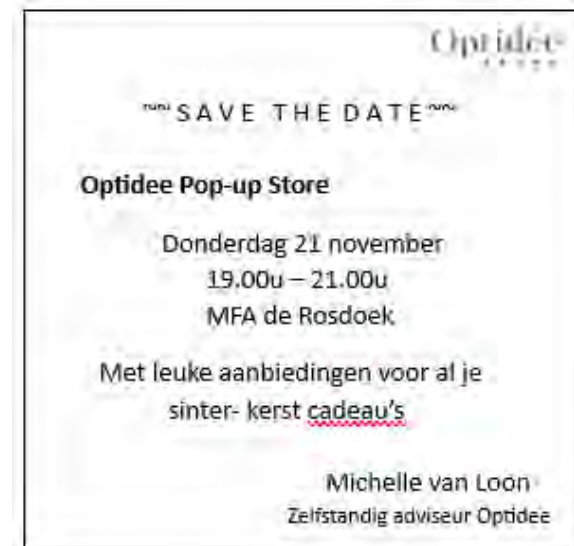 Optidee
~~~SAVE THE DATE~~~
Optidee Pop-up Store
Donderdag 21 november
19.00u – 21.00u
MFA de Rosdoek
Met leuke aanbiedingen voor al je
sinter- kerst cadeau's
Michelle van Loon
Zelfstandig adviseur Optidee